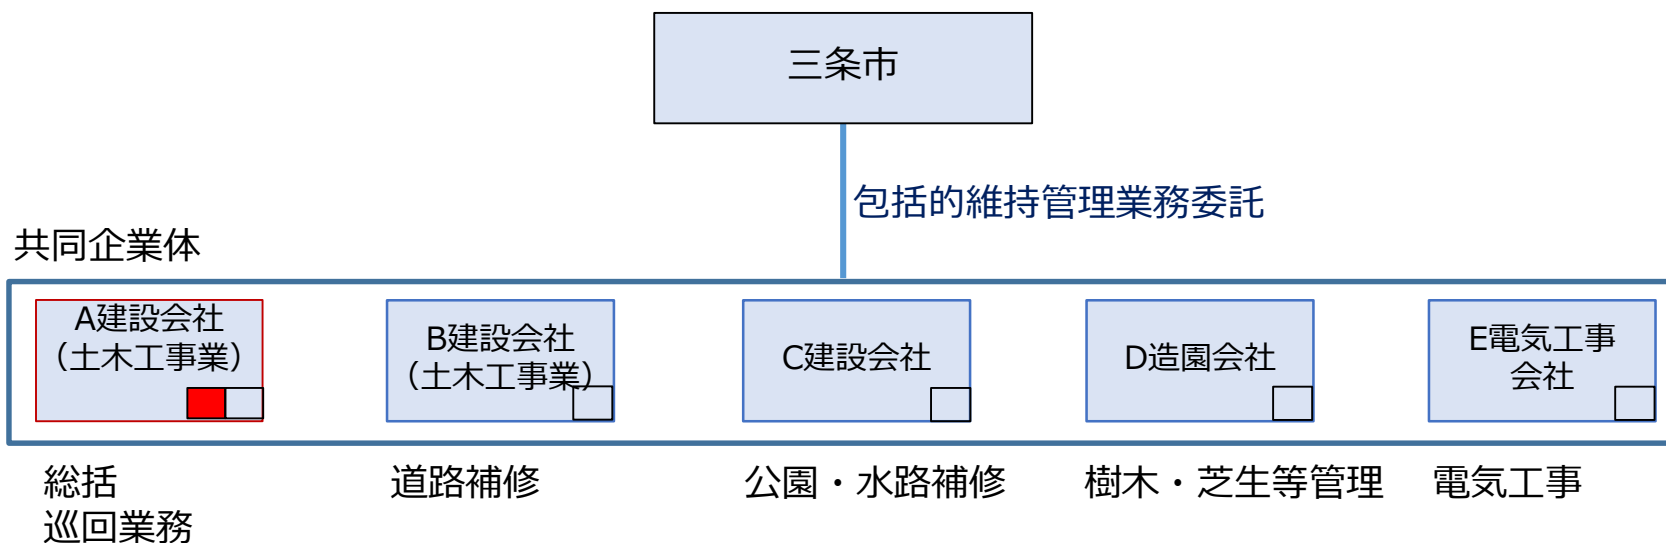 三条市
包括的維持管理業務委託
共同企業体
A建設会社
（土木工事業）
B建設会社
（土木工事業）
C建設会社
D造園会社
E電気工事
会社
総括
巡回業務
道路補修
公園・水路補修
樹木・芝生等管理
電気工事